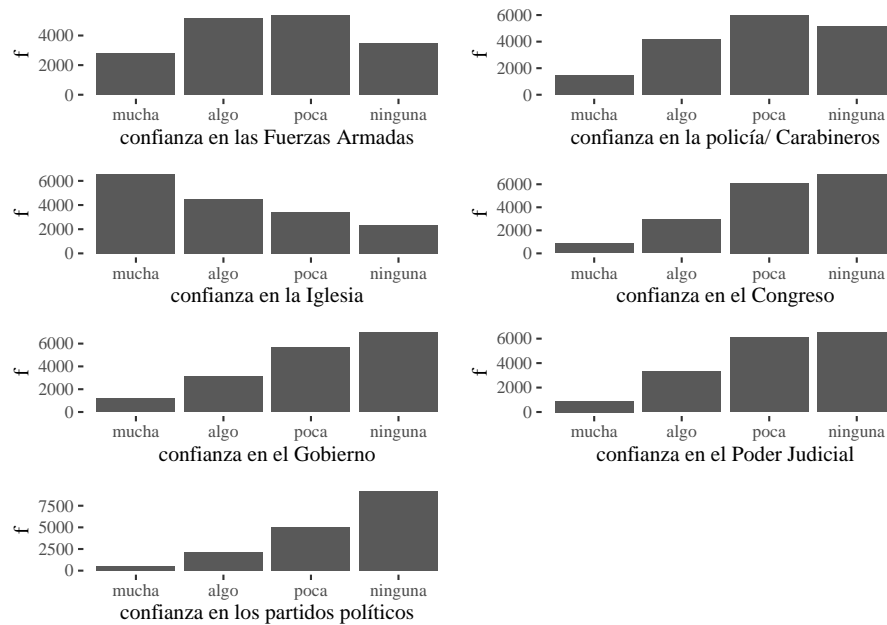 f
4000
2000
0
mucha algo poca ninguna
confianza en las Fuerzas Armadas
f
6000
4000
2000
0
mucha algo poca ninguna
confianza en la policía/ Carabineros
f
6000
4000
2000
0
mucha algo poca ninguna
confianza en la Iglesia
f
6000
4000
2000
0
mucha algo poca ninguna
confianza en el Congreso
f
6000
4000
2000
0
mucha algo poca ninguna
confianza en el Gobierno
f
6000
4000
2000
0
mucha algo poca ninguna
confianza en el Poder Judicial
f
7500
5000
2500
0
mucha algo poca ninguna
confianza en los partidos políticos